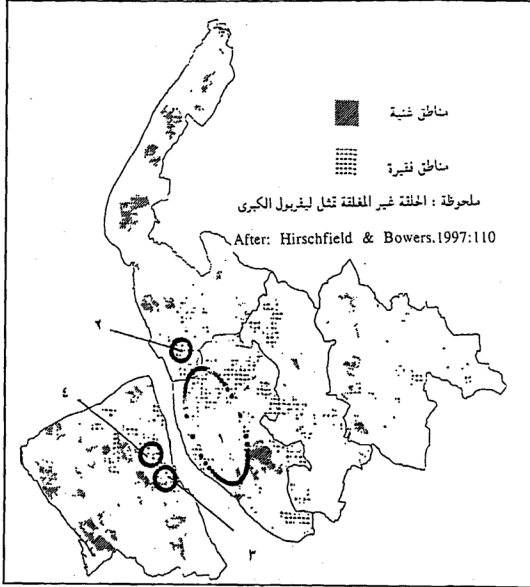 مناطق غنية
مناطق فقيرة
ملحوظة : الحلقة غير المغلقة تمثل ليفربول الكبرى
After: Hirschfield & Bowers.1997:110
٢
٤
١
٣